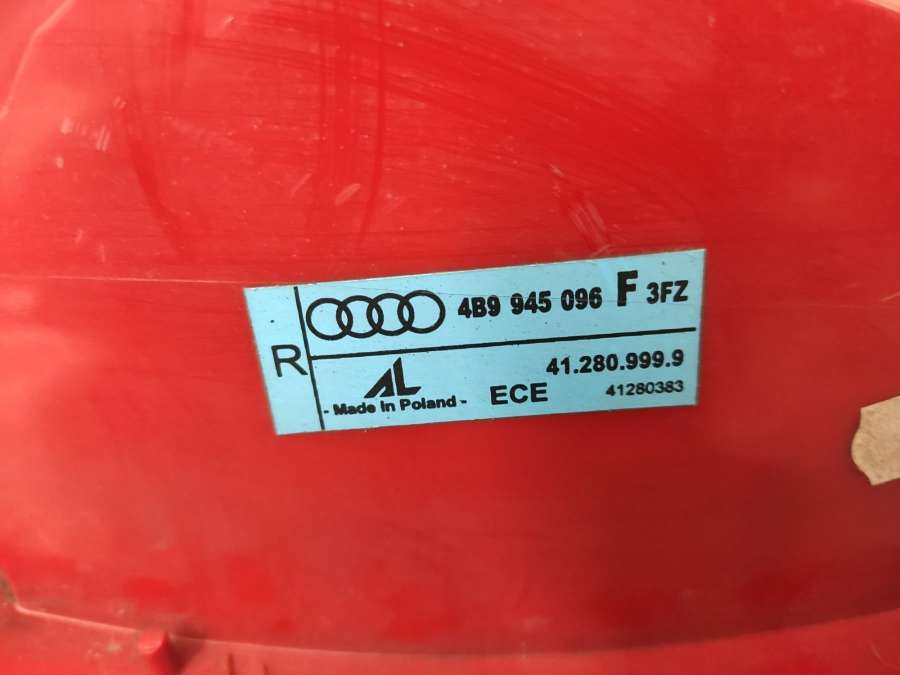 R
4B9 945 096 F 3FZ
41.280.999.9
AL
- Made in Poland - ECE 41280383